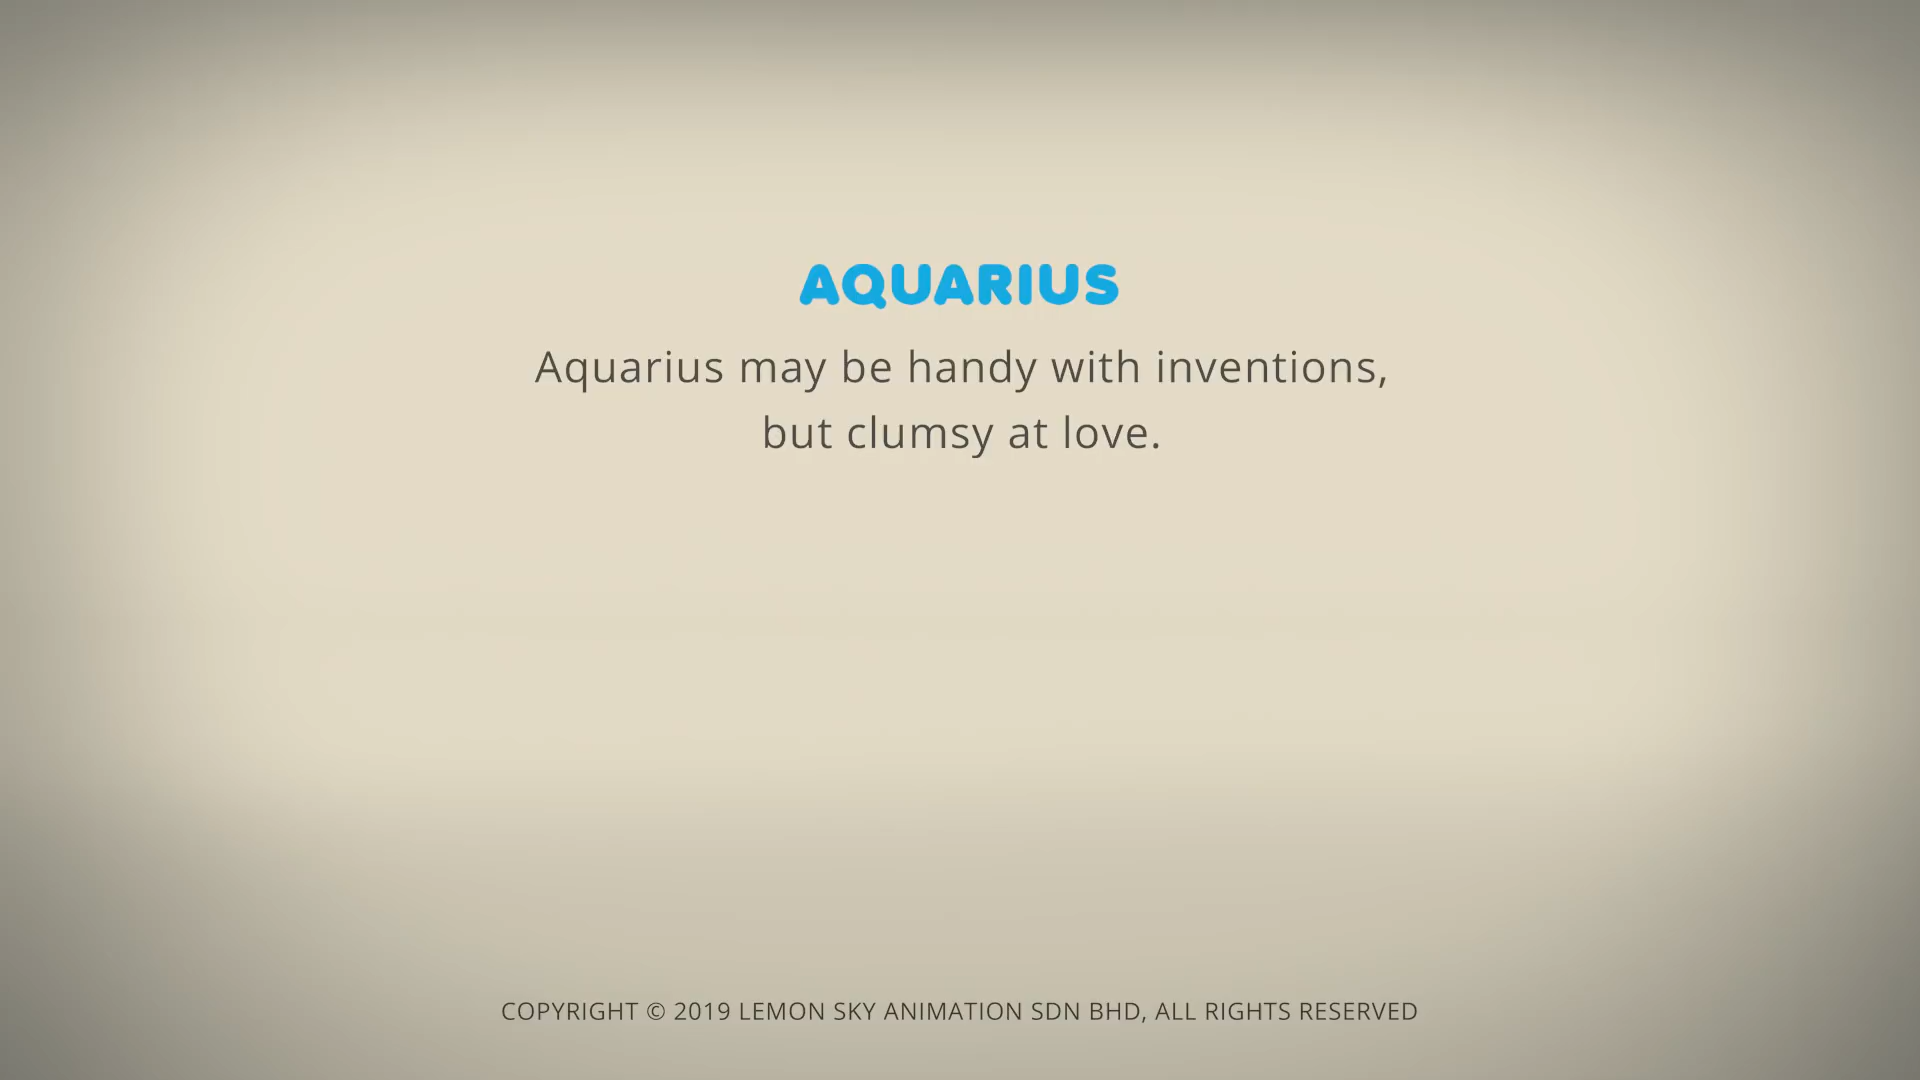 AQUARIUS
Aquarius may be handy with inventions,
but clumsy at love.
COPYRIGHT © 2019 LEMON SKY ANIMATION SDN BHD, ALL RIGHTS RESERVED